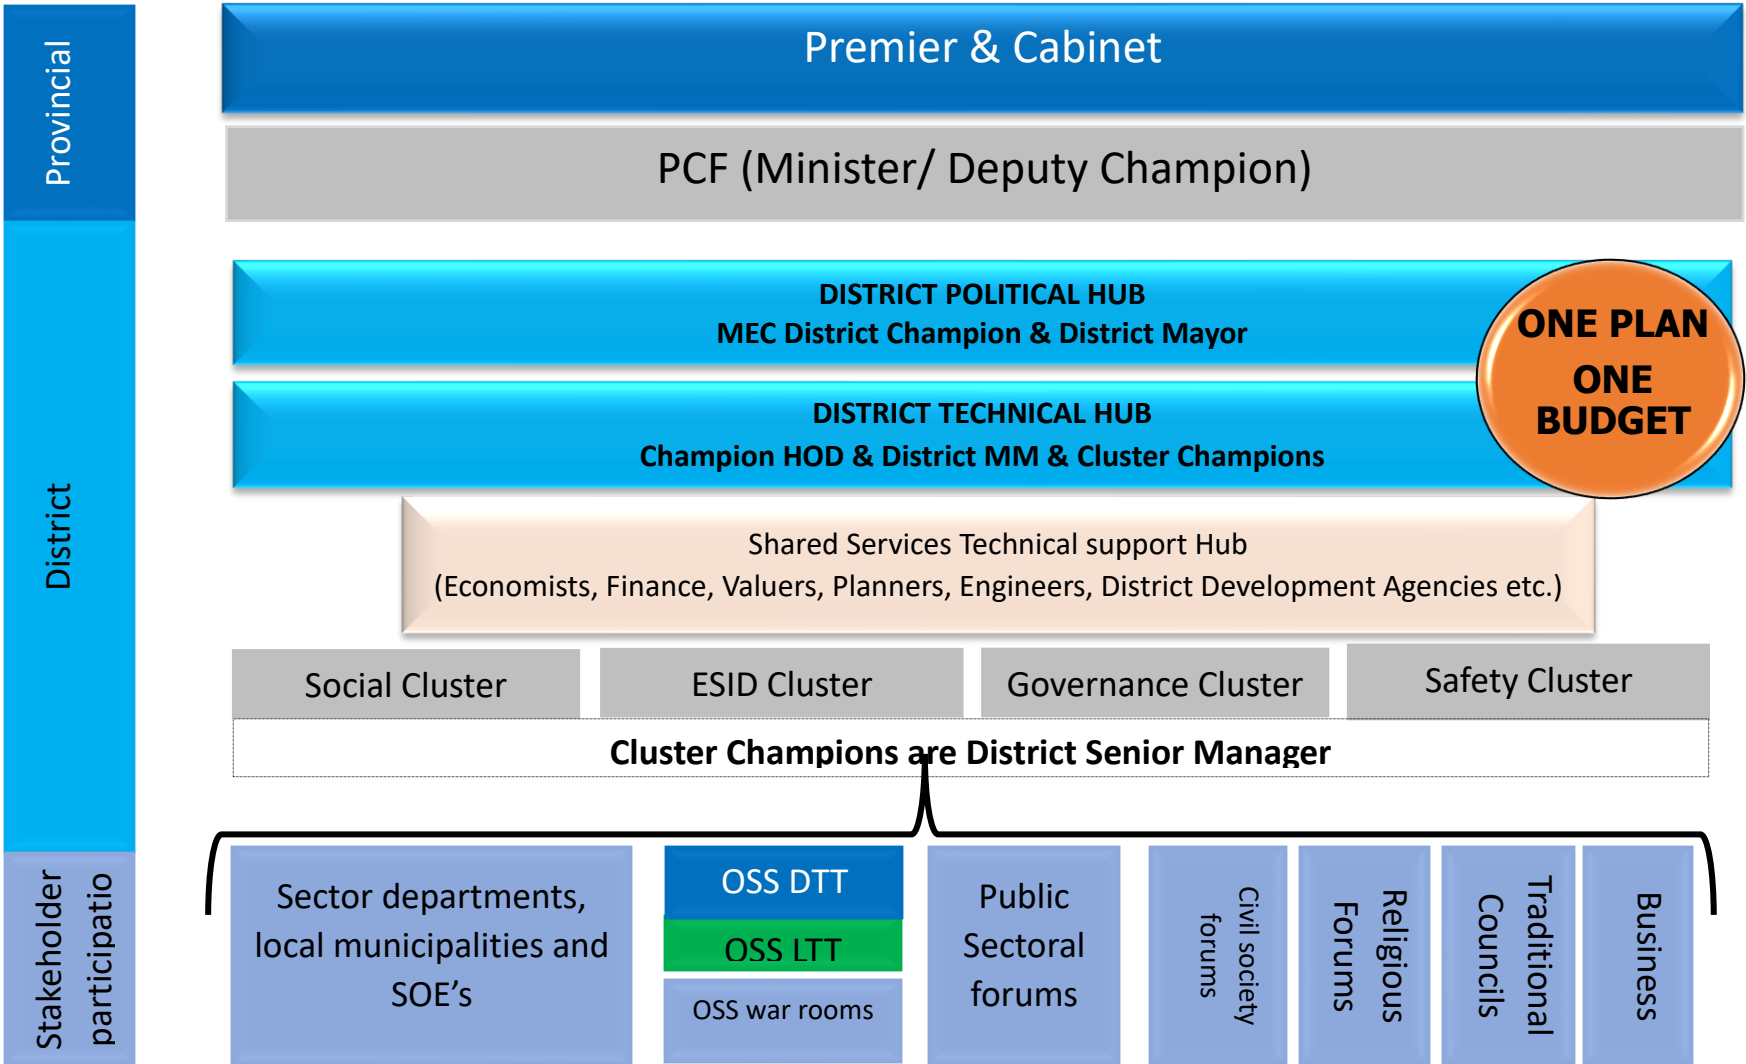 Provincial
Premier & Cabinet
PCF (Minister/ Deputy Champion)
District
DISTRICT POLITICAL HUB
MEC District Champion & District Mayor
DISTRICT TECHNICAL HUB
Champion HOD & District MM & Cluster Champions
ONE PLAN
ONE
BUDGET
Shared Services Technical support Hub
(Economists, Finance, Valuers, Planners, Engineers, District Development Agencies etc.)
Social Cluster
ESID Cluster
Governance Cluster
Safety Cluster
Cluster Champions are District Senior Manager
Stakeholder
participatio
Sector departments,
local municipalities and
SOE’s
OSS DTT
OSS LTT
OSS war rooms
Public
Sectoral
forums
Civil society
forums
Religious
Forums
Traditional
Councils
Business